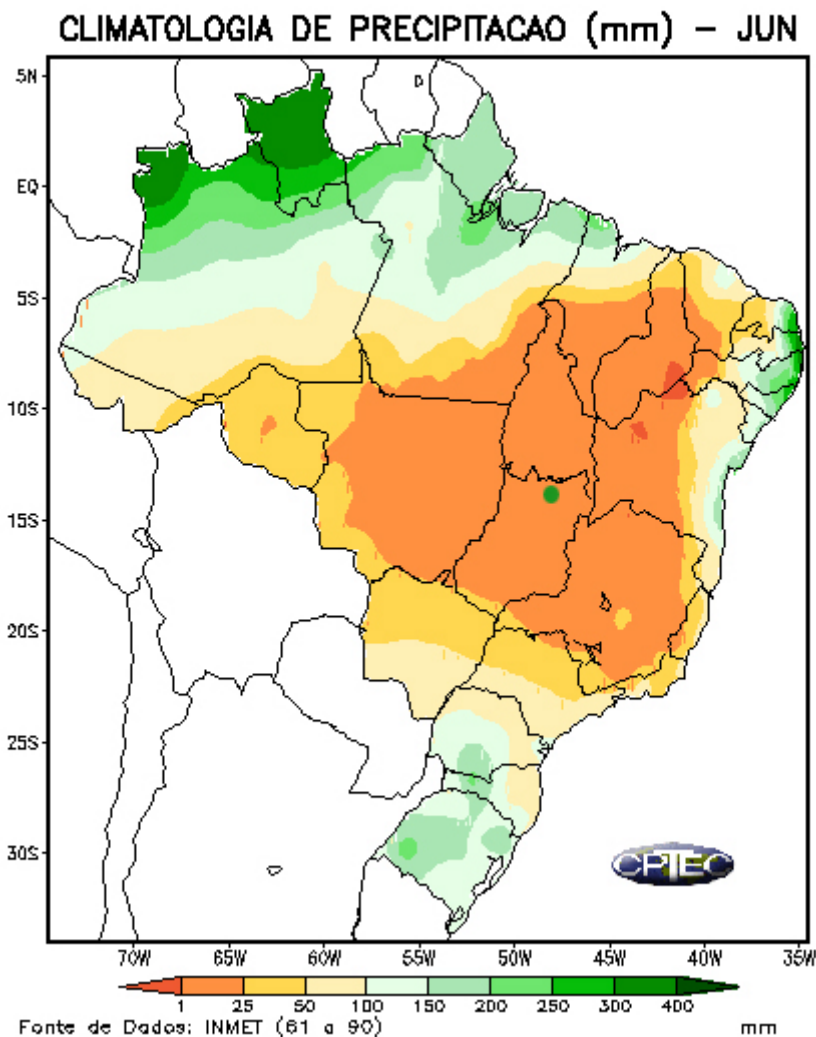 CLIMATOLOGIA DE PRECIPITACAO (mm) – JUN
5N
EQ
5S
10S
15S
20S
25S
30S
CPTEC
70W 65W 60W 55W 50W 45W 40W 35W
1 25 50 100 150 200 250 300 400
Fonte de Dados: INMET (61 a 90) mm